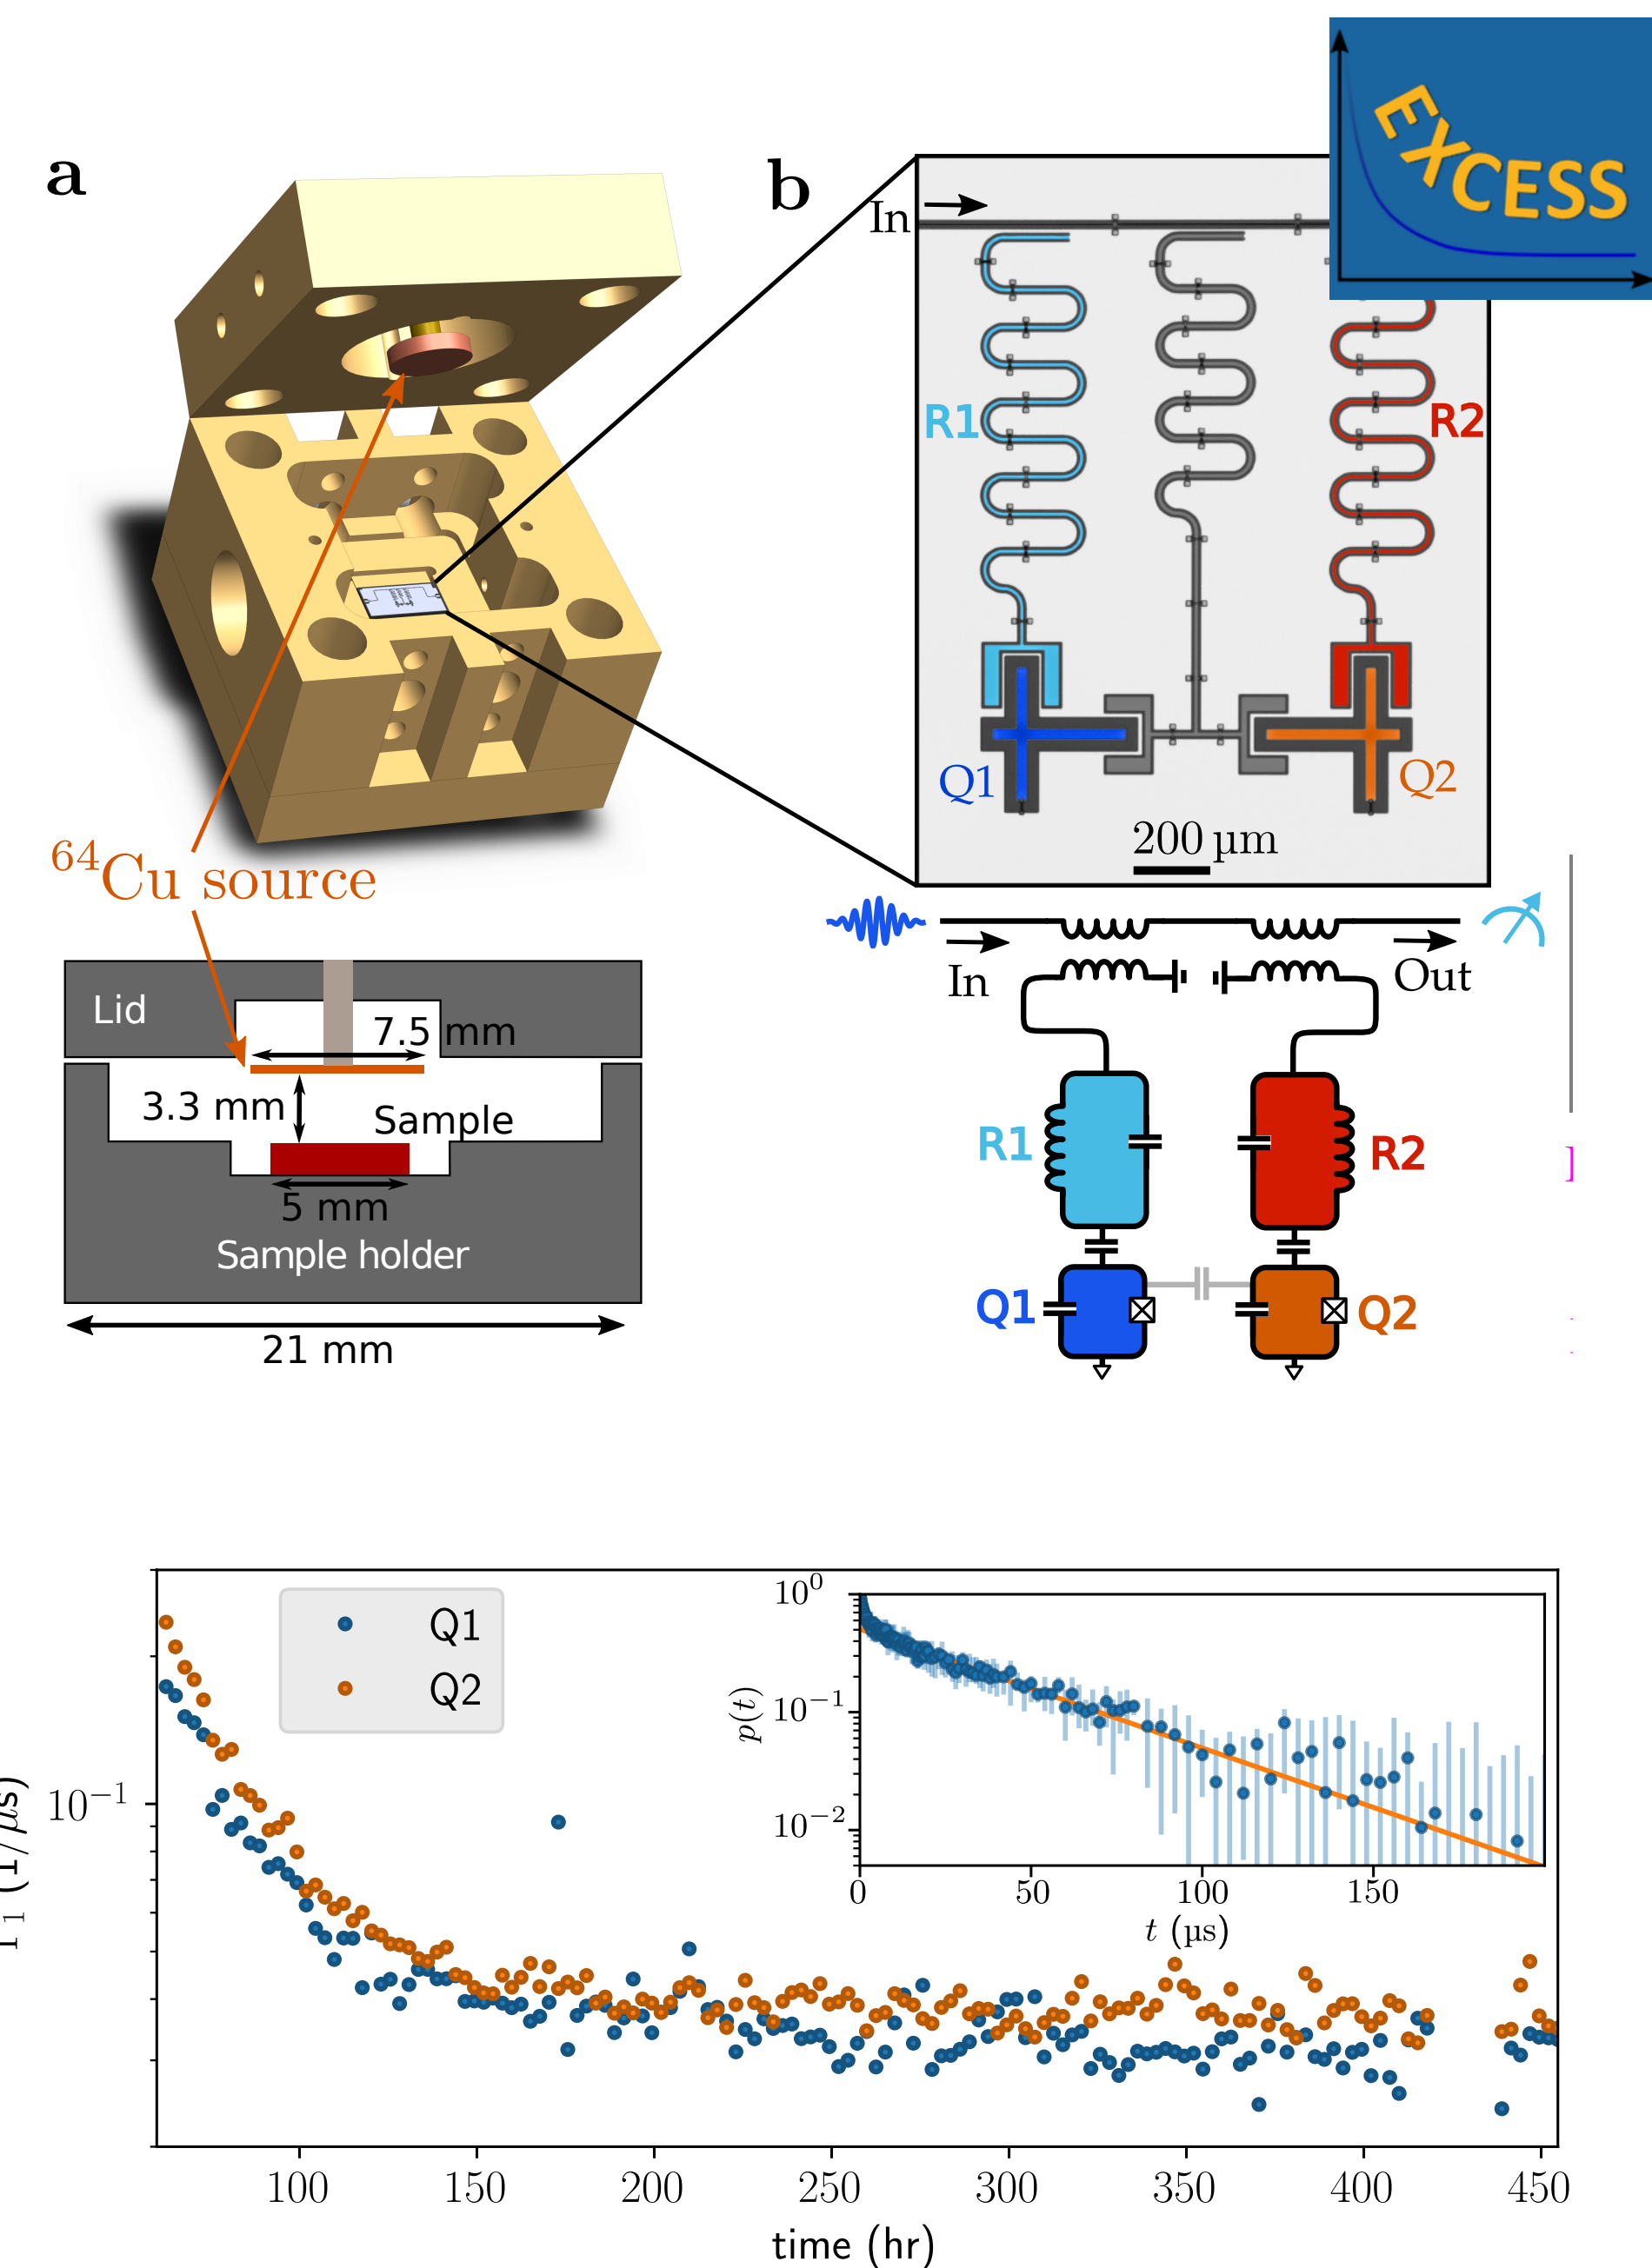 a
b
EXCESS
In
R1
R2
Q1
Q2
200 µm
⁶⁴Cu source
In
Out
Lid
7.5 mm
3.3 mm
Sample
5 mm
Sample holder
21 mm
R1
R2
Q1
Q2
]
Q1
Q2
10⁰
10⁻¹
10⁻²
p(t)
0 50 100 150
t (µs)
10⁻¹
100 150 200 250 300 350 400 450
time (hr)